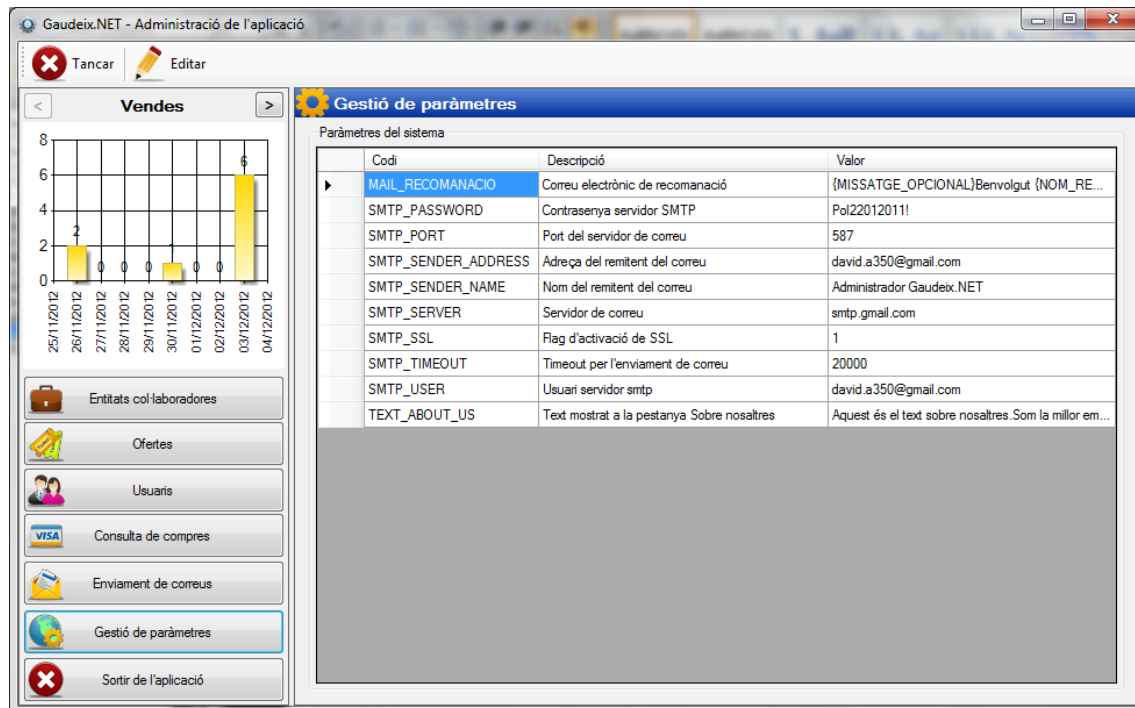 Gaudeix.NET - Administració de l'aplicació
Tancar Editar
< Vendes >
8
6
4
2
0
2 0 0 0 1 0 0 6
25/11/2012 26/11/2012 27/11/2012 28/11/2012 29/11/2012 30/11/2012 01/12/2012 02/12/2012 03/12/2012 04/12/2012
Entitats col·laboradores
Ofertes
Usuaris
VISA Consulta de compres
Enviament de correus
Gestió de paràmetres
Sortir de l'aplicació
Gestió de paràmetres
Paràmetres del sistema
Codi Descripció Valor
MAIL_RECOMANACIO Correu electrònic de recomanació {MISSATGE_OPCIONAL}Benvolgut {NOM_RE...
SMTP_PASSWORD Contrasenya servidor SMTP Pol22012011!
SMTP_PORT Port del servidor de correu 587
SMTP_SENDER_ADDRESS Adreça del remitent del correu david.a350@gmail.com
SMTP_SENDER_NAME Nom del remitent del correu Administrador Gaudeix.NET
SMTP_SERVER Servidor de correu smtp.gmail.com
SMTP_SSL Flag d'activació de SSL 1
SMTP_TIMEOUT Timeout per l'enviament de correu 20000
SMTP_USER Usuari servidor smtp david.a350@gmail.com
TEXT_ABOUT_US Text mostrat a la pestanya Sobre nosaltres Aquest és el text sobre nosaltres.Som la millor em...